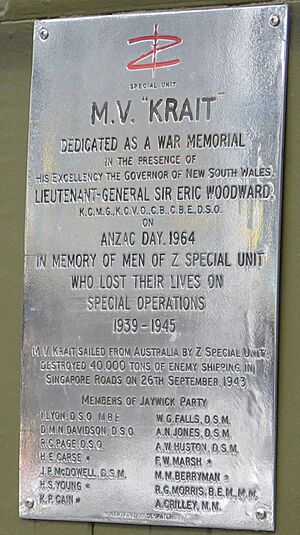 Z
SPECIAL UNIT
M.V. "KRAIT"
DEDICATED AS A WAR MEMORIAL
IN THE PRESENCE OF
HIS EXCELLENCY THE GOVERNOR OF NEW SOUTH WALES
LIEUTENANT-GENERAL SIR ERIC WOODWARD,
K.C.M.G., K.C.V.O., C.B., C.B.E., D.S.O.
ON
ANZAC DAY, 1964
IN MEMORY OF MEN OF Z SPECIAL UNIT
WHO LOST THEIR LIVES ON
SPECIAL OPERATIONS
1939-1945
M.V. KRAIT SAILED FROM AUSTRALIA BY Z SPECIAL UNIT,
DESTROYED 40,000 TONS OF ENEMY SHIPPING IN
SINGAPORE ROADS ON 26TH SEPTEMBER, 1943
MEMBERS OF JAYWICK PARTY
I. LYON, D.S.O. M.B.E.
D.M.N. DAVIDSON, D.S.O.
R.C. PAGE, D.S.O.
H.E. CARSE *
J.P. McDOWELL, D.S.M.
H.S. YOUNG *
K.P. CAIN *
W.G. FALLS, D.S.M.
A.N. JONES, D.S.M.
A.W. HUSTON, D.S.M.
F.W. MARSH *
M.M. BERRYMAN *
R.G. MORRIS, B.E.M., M.M.
A. CRILLEY, M.M.
* MENTIONED IN DESPATCHES